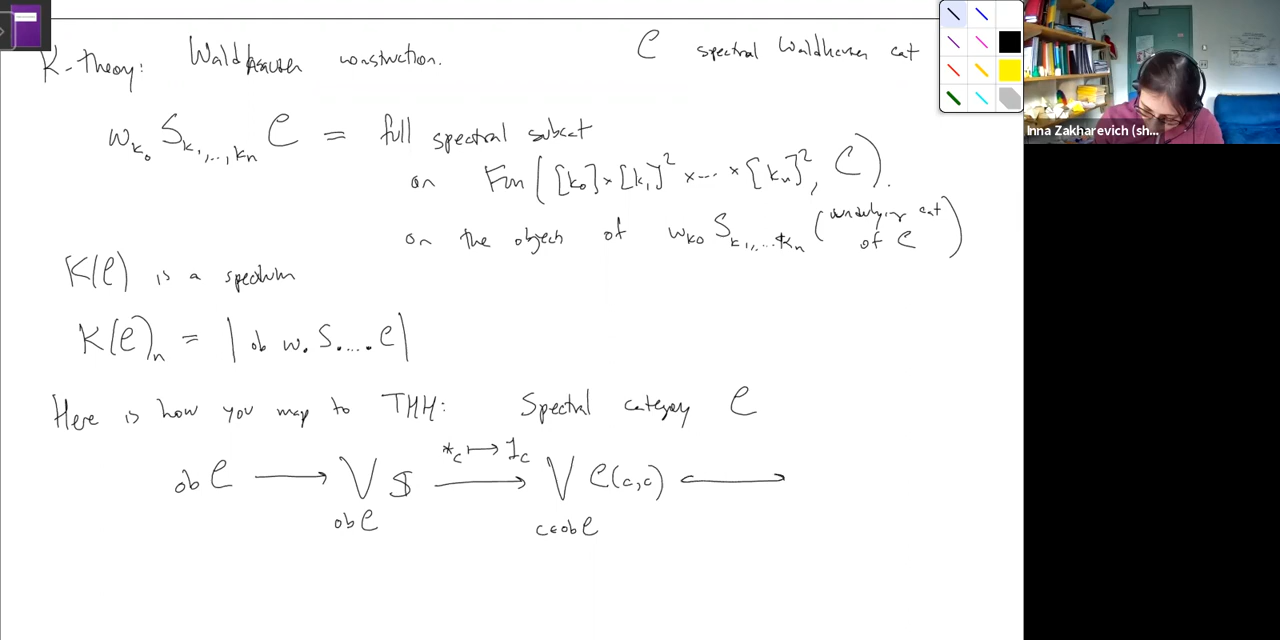 K-theory: Waldhausen construction. C spectral Waldhausen cat
w_{k_0} S_{k_1,...,k_n} C = full spectral subcat
on Fun([k_0] × [k_1]^2 × ... × [k_n]^2, C).
on the objects of w_{k_0} S_{k_1,...,k_n} (underlying cat of C)
K(C) is a spectrum
K(C)_n = | ob w. S..... C |
Here is how you map to THH: Spectral category C
*_c ↦ 1_c
ob C ⟶ ⋁ $ ⟶ ⋁ C(c,c) ⟶
ob C c∈ob C
Inna Zakharevich (sh...